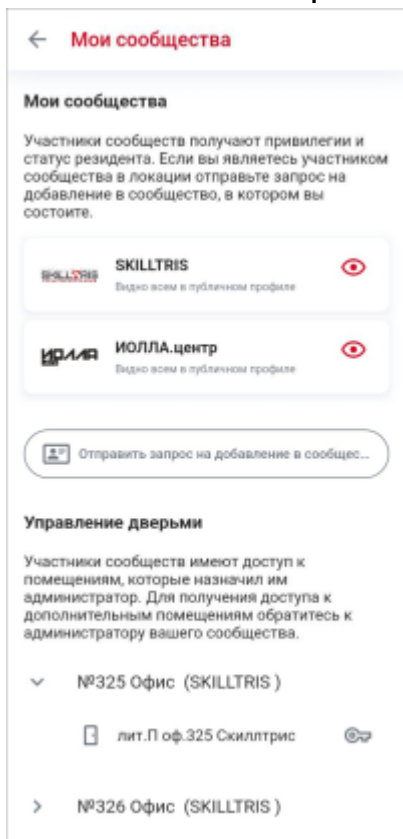 Мои сообщества
Мои сообщества
Участники сообществ получают привилегии и
статус резидента. Если вы являетесь участником
сообщества в локации отправьте запрос на
добавление в сообщество, в котором вы
состоите.
SKILLTRIS
SKILLTRIS
Видно всем в публичном профиле
ИОЛЛА
ИОЛЛА.центр
Видно всем в публичном профиле
Отправить запрос на добавление в сообщес...
Управление дверьми
Участники сообществ имеют доступ к
помещениям, которые назначил им
администратор. Для получения доступа к
дополнительным помещениям обратитесь к
администратору вашего сообщества.
№325 Офис (SKILLTRIS )
лит.П оф.325 Скиллтрис
№326 Офис (SKILLTRIS )